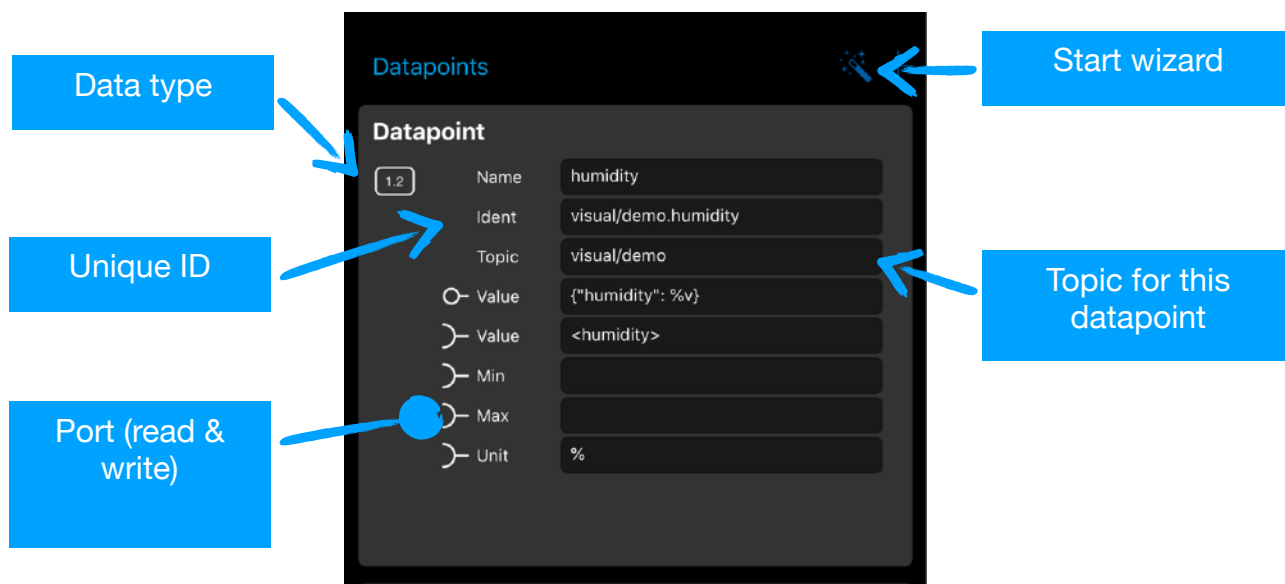 Datapoints
Start wizard
Data type
Datapoint
1.2
Name
humidity
Ident
visual/demo.humidity
Unique ID
Topic
visual/demo
Topic for this
datapoint
Value
{"humidity": %v}
Value
<humidity>
Min
Max
Port (read &
write)
Unit
%